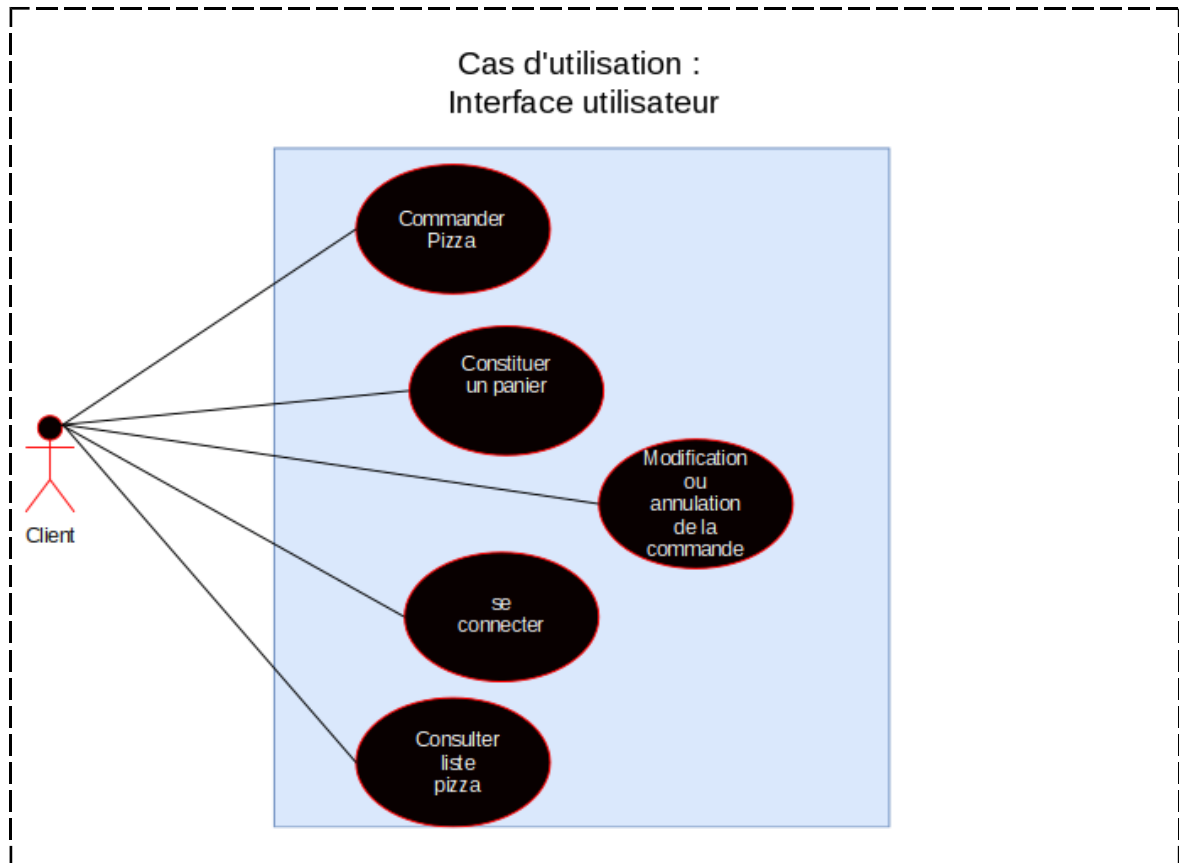 Cas d'utilisation :
Interface utilisateur
Commander
Pizza
Constituer
un panier
Modification
ou
annulation
de la
commande
Client
se
connecter
Consulter
liste
pizza